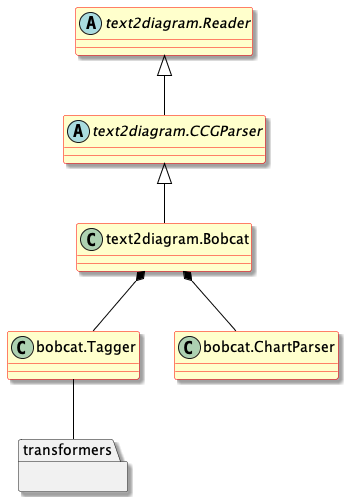 A text2diagram.Reader
A text2diagram.CCGParser
C text2diagram.Bobcat
C bobcat.Tagger
C bobcat.ChartParser
transformers